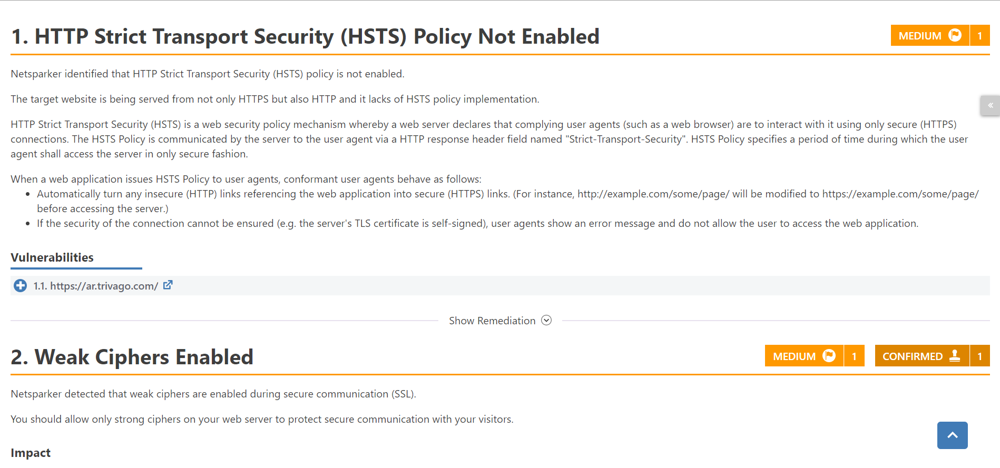 1. HTTP Strict Transport Security (HSTS) Policy Not Enabled
MEDIUM 1
Netsparker identified that HTTP Strict Transport Security (HSTS) policy is not enabled.
The target website is being served from not only HTTPS but also HTTP and it lacks of HSTS policy implementation.
HTTP Strict Transport Security (HSTS) is a web security policy mechanism whereby a web server declares that complying user agents (such as a web browser) are to interact with it using only secure (HTTPS)
connections. The HSTS Policy is communicated by the server to the user agent via a HTTP response header field named "Strict-Transport-Security". HSTS Policy specifies a period of time during which the user
agent shall access the server in only secure fashion.
When a web application issues HSTS Policy to user agents, conformant user agents behave as follows:
• Automatically turn any insecure (HTTP) links referencing the web application into secure (HTTPS) links. (For instance, http://example.com/some/page/ will be modified to https://example.com/some/page/
before accessing the server.)
• If the security of the connection cannot be ensured (e.g. the server's TLS certificate is self-signed), user agents show an error message and do not allow the user to access the web application.
Vulnerabilities
1.1. https://ar.trivago.com/
Show Remediation
2. Weak Ciphers Enabled
MEDIUM 1
CONFIRMED 1
Netsparker detected that weak ciphers are enabled during secure communication (SSL).
You should allow only strong ciphers on your web server to protect secure communication with your visitors.
Impact